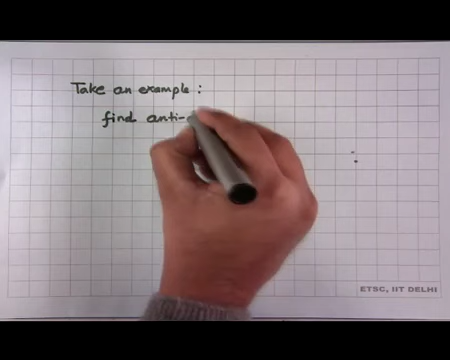 Take an example :
find anti-
ETSC, IIT DELHI